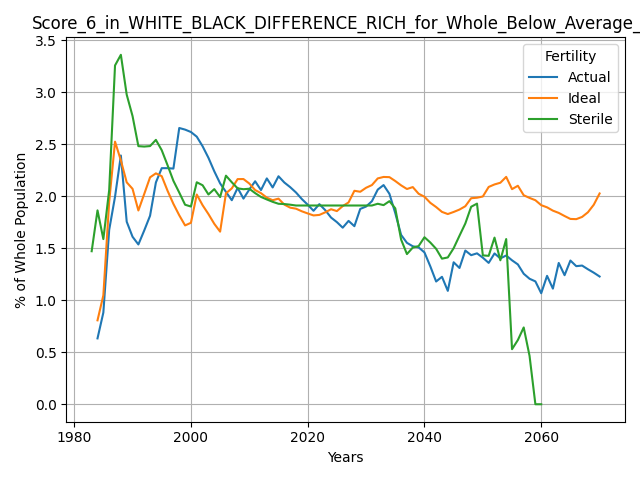 Score_6_in_WHITE_BLACK_DIFFERENCE_RICH_for_Whole_Below_Average_
3.5
3.0
2.5
2.0
1.5
1.0
0.5
0.0
% of Whole Population
Fertility
Actual
Ideal
Sterile
1980
2000
2020
2040
2060
Years